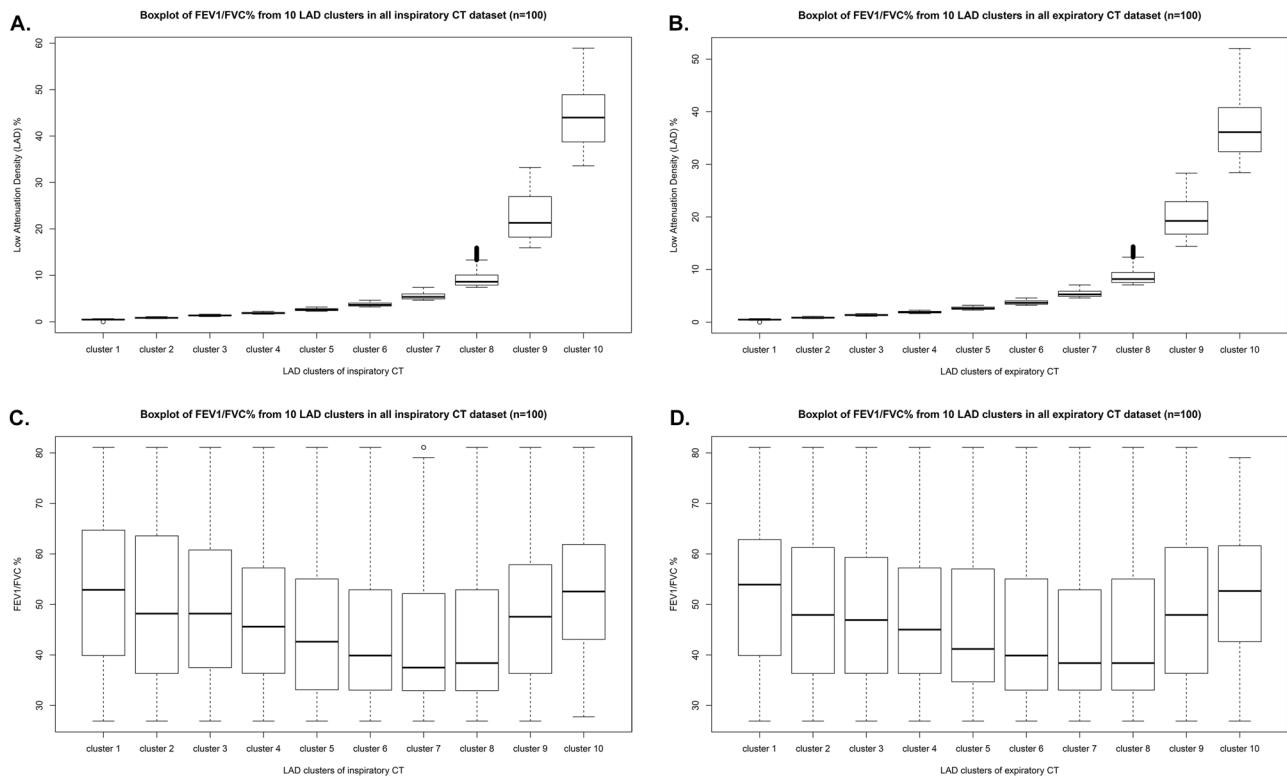 A.
Boxplot of FEV1/FVC% from 10 LAD clusters in all inspiratory CT dataset (n=100)
Low Attenuation Density (LAD) %
60
50
40
30
20
10
0
cluster 1 cluster 2 cluster 3 cluster 4 cluster 5 cluster 6 cluster 7 cluster 8 cluster 9 cluster 10
LAD clusters of inspiratory CT
B.
Boxplot of FEV1/FVC% from 10 LAD clusters in all expiratory CT dataset (n=100)
Low Attenuation Density (LAD) %
50
40
30
20
10
0
cluster 1 cluster 2 cluster 3 cluster 4 cluster 5 cluster 6 cluster 7 cluster 8 cluster 9 cluster 10
LAD clusters of expiratory CT
C.
Boxplot of FEV1/FVC% from 10 LAD clusters in all inspiratory CT dataset (n=100)
FEV1/FVC %
80
70
60
50
40
30
cluster 1 cluster 2 cluster 3 cluster 4 cluster 5 cluster 6 cluster 7 cluster 8 cluster 9 cluster 10
LAD clusters of inspiratory CT
D.
Boxplot of FEV1/FVC% from 10 LAD clusters in all expiratory CT dataset (n=100)
FEV1/FVC %
80
70
60
50
40
30
cluster 1 cluster 2 cluster 3 cluster 4 cluster 5 cluster 6 cluster 7 cluster 8 cluster 9 cluster 10
LAD clusters of expiratory CT